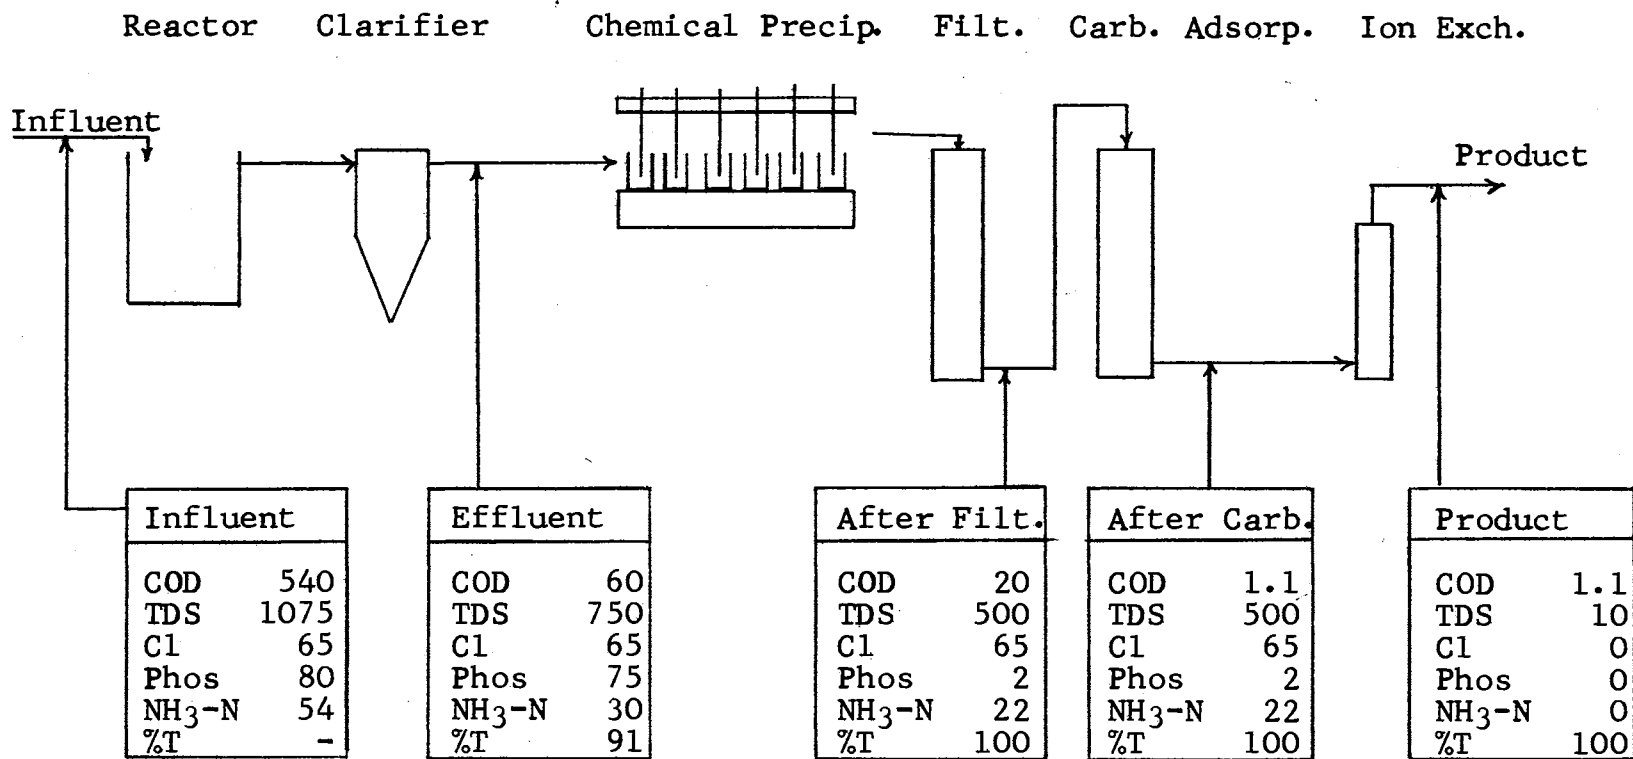 Reactor Clarifier Chemical Precip. Filt. Carb. Adsorp. Ion Exch.
Influent
Product
Influent
COD 540
TDS 1075
Cl 65
Phos 80
NH3-N 54
%T -
Effluent
COD 60
TDS 750
Cl 65
Phos 75
NH3-N 30
%T 91
After Filt.
COD 20
TDS 500
Cl 65
Phos 2
NH3-N 22
%T 100
After Carb.
COD 1.1
TDS 500
Cl 65
Phos 2
NH3-N 22
%T 100
Product
COD 1.1
TDS 10
Cl 0
Phos 0
NH3-N 0
%T 100